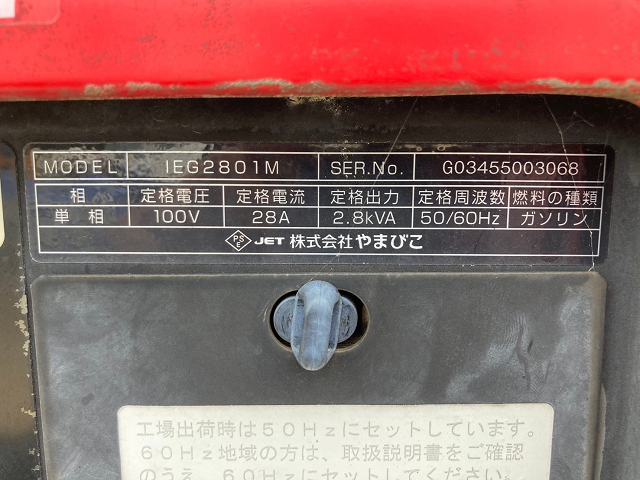 MODEL IEG2801M SER.No. G03455003068
相 定格電圧 定格電流 定格出力 定格周波数 燃料の種類
単相 100V 28A 2.8kVA 50/60Hz ガソリン
PS E JET 株式会社やまびこ
工場出荷時は50Hzにセットしています。
60Hz地域の方は、取扱説明書をご確認
のうえ、60Hzにセットしてください。